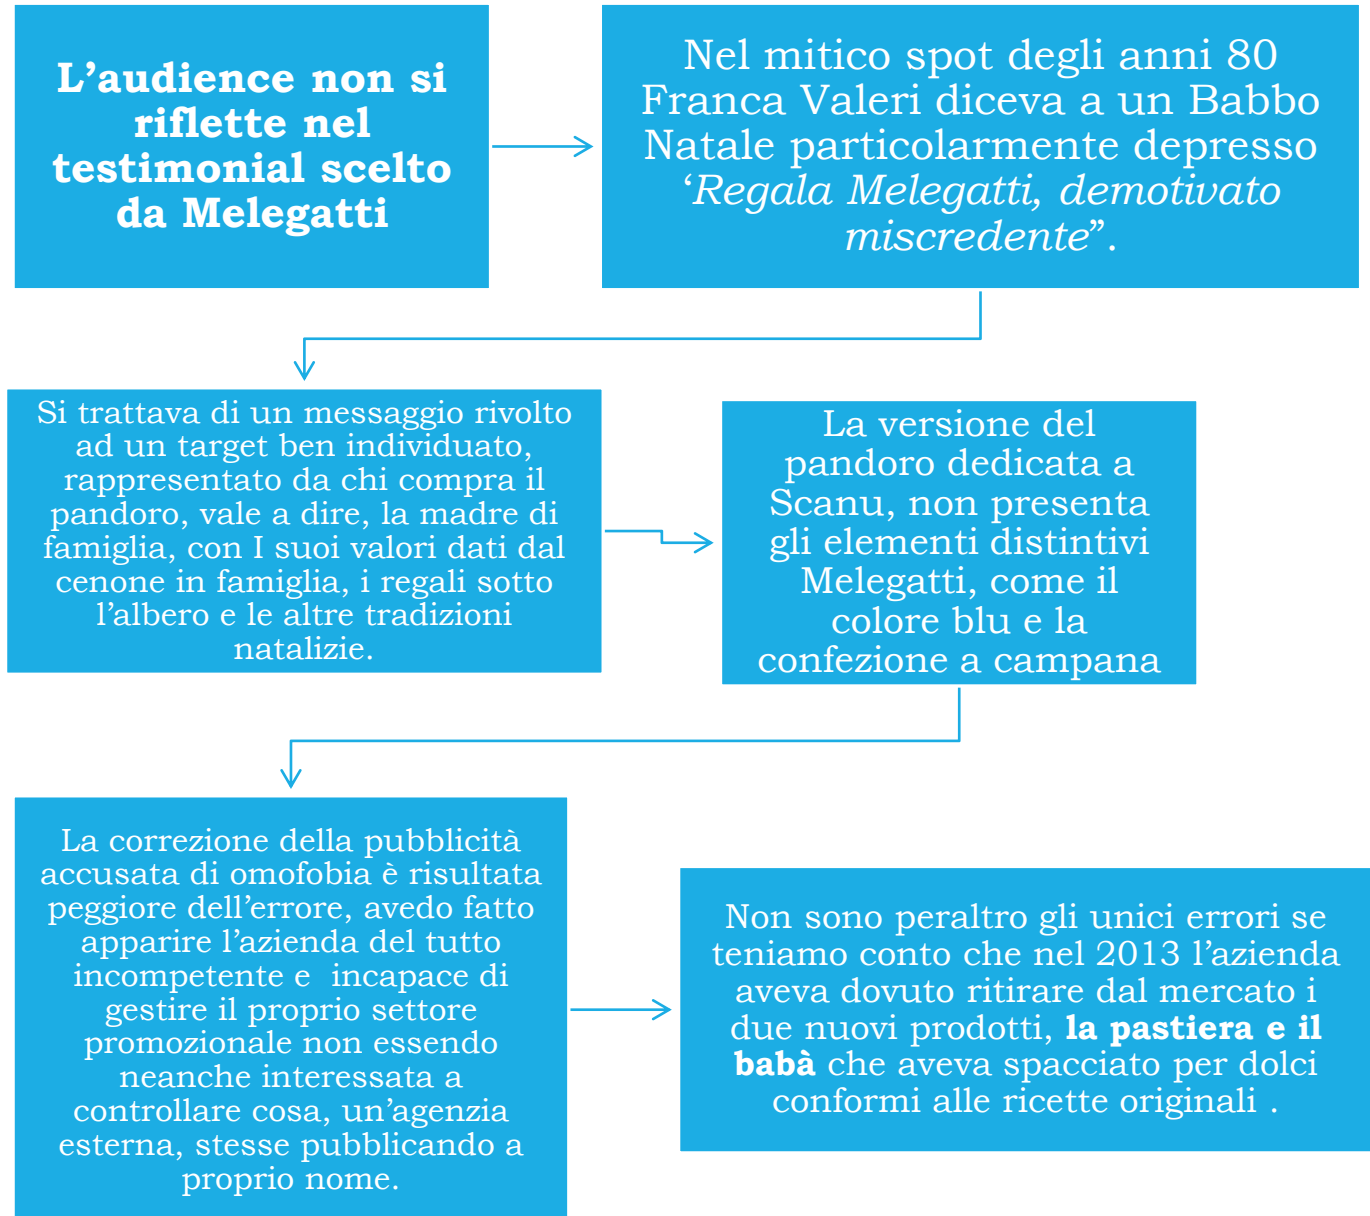 L’audience non si
riflette nel
testimonial scelto
da Melegatti
Nel mitico spot degli anni 80
Franca Valeri diceva a un Babbo
Natale particolarmente depresso
‘Regala Melegatti, demotivato
miscredente”.
Si trattava di un messaggio rivolto
ad un target ben individuato,
rappresentato da chi compra il
pandoro, vale a dire, la madre di
famiglia, con I suoi valori dati dal
cenone in famiglia, i regali sotto
l’albero e le altre tradizioni
natalizie.
La versione del
pandoro dedicata a
Scanu, non presenta
gli elementi distintivi
Melegatti, come il
colore blu e la
confezione a campana
La correzione della pubblicità
accusata di omofobia è risultata
peggiore dell’errore, avedo fatto
apparire l’azienda del tutto
incompetente e  incapace di
gestire il proprio settore
promozionale non essendo
neanche interessata a
controllare cosa, un’agenzia
esterna, stesse pubblicando a
proprio nome.
Non sono peraltro gli unici errori se
teniamo conto che nel 2013 l’azienda
aveva dovuto ritirare dal mercato i
due nuovi prodotti, la pastiera e il
babà che aveva spacciato per dolci
conformi alle ricette originali .